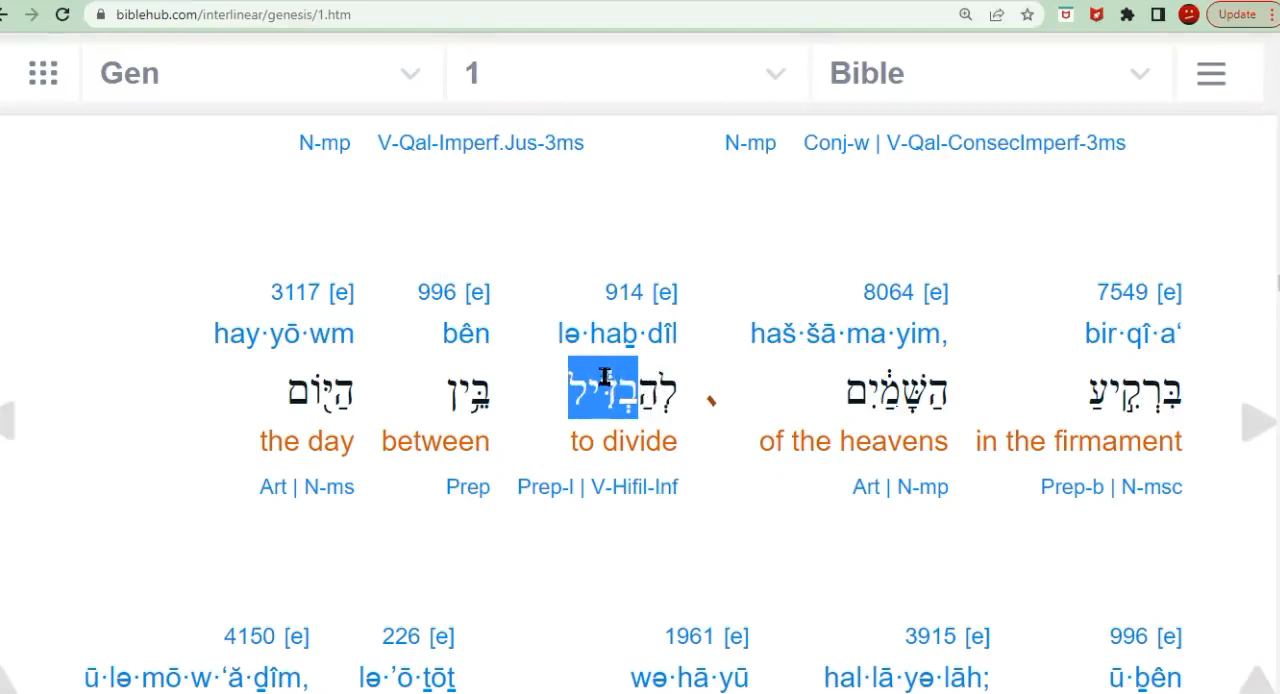 biblehub.com/interlinear/genesis/1.htm Update
Gen 1 Bible
N-mp V-Qal-Imperf.Jus-3ms N-mp Conj-w | V-Qal-ConsecImperf-3ms
3117 [e] 996 [e] 914 [e] 8064 [e] 7549 [e]
hay·yō·wm bên lə·haḇ·dîl haš·šā·ma·yim, bir·qî·a‘
בִּרְקִ֣יעַ הַשָּׁמַ֔יִם לְהַבְדִּ֕יל בֵּ֥ין הַיּ֖וֹם
the day between to divide of the heavens in the firmament
Art | N-ms Prep Prep-l | V-Hifil-Inf Art | N-mp Prep-b | N-msc
4150 [e] 226 [e] 1961 [e] 3915 [e] 996 [e]
ū·lə·mō·w·‘ă·ḏîm, lə·’ō·ṯōṯ wə·hā·yū hal·lā·yə·lāh; ū·ḇên